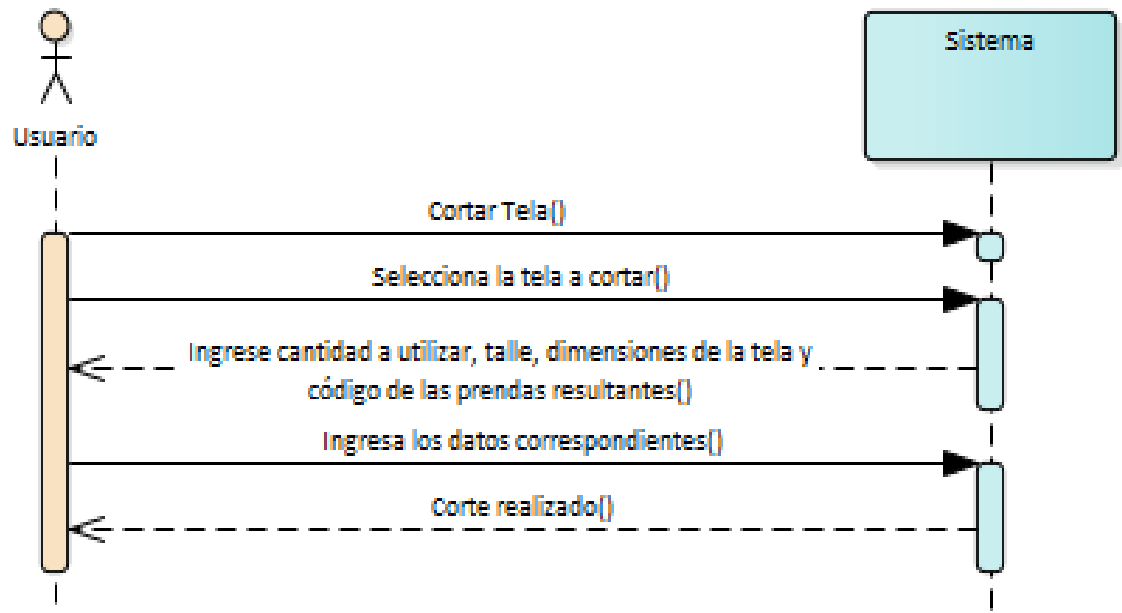 Sistema
Usuario
Cortar Tela()
Selecciona la tela a cortar()
Ingrese cantidad a utilizar, talle, dimensiones de la tela y
código de las prendas resultantes()
Ingresa los datos correspondientes()
Corte realizado()